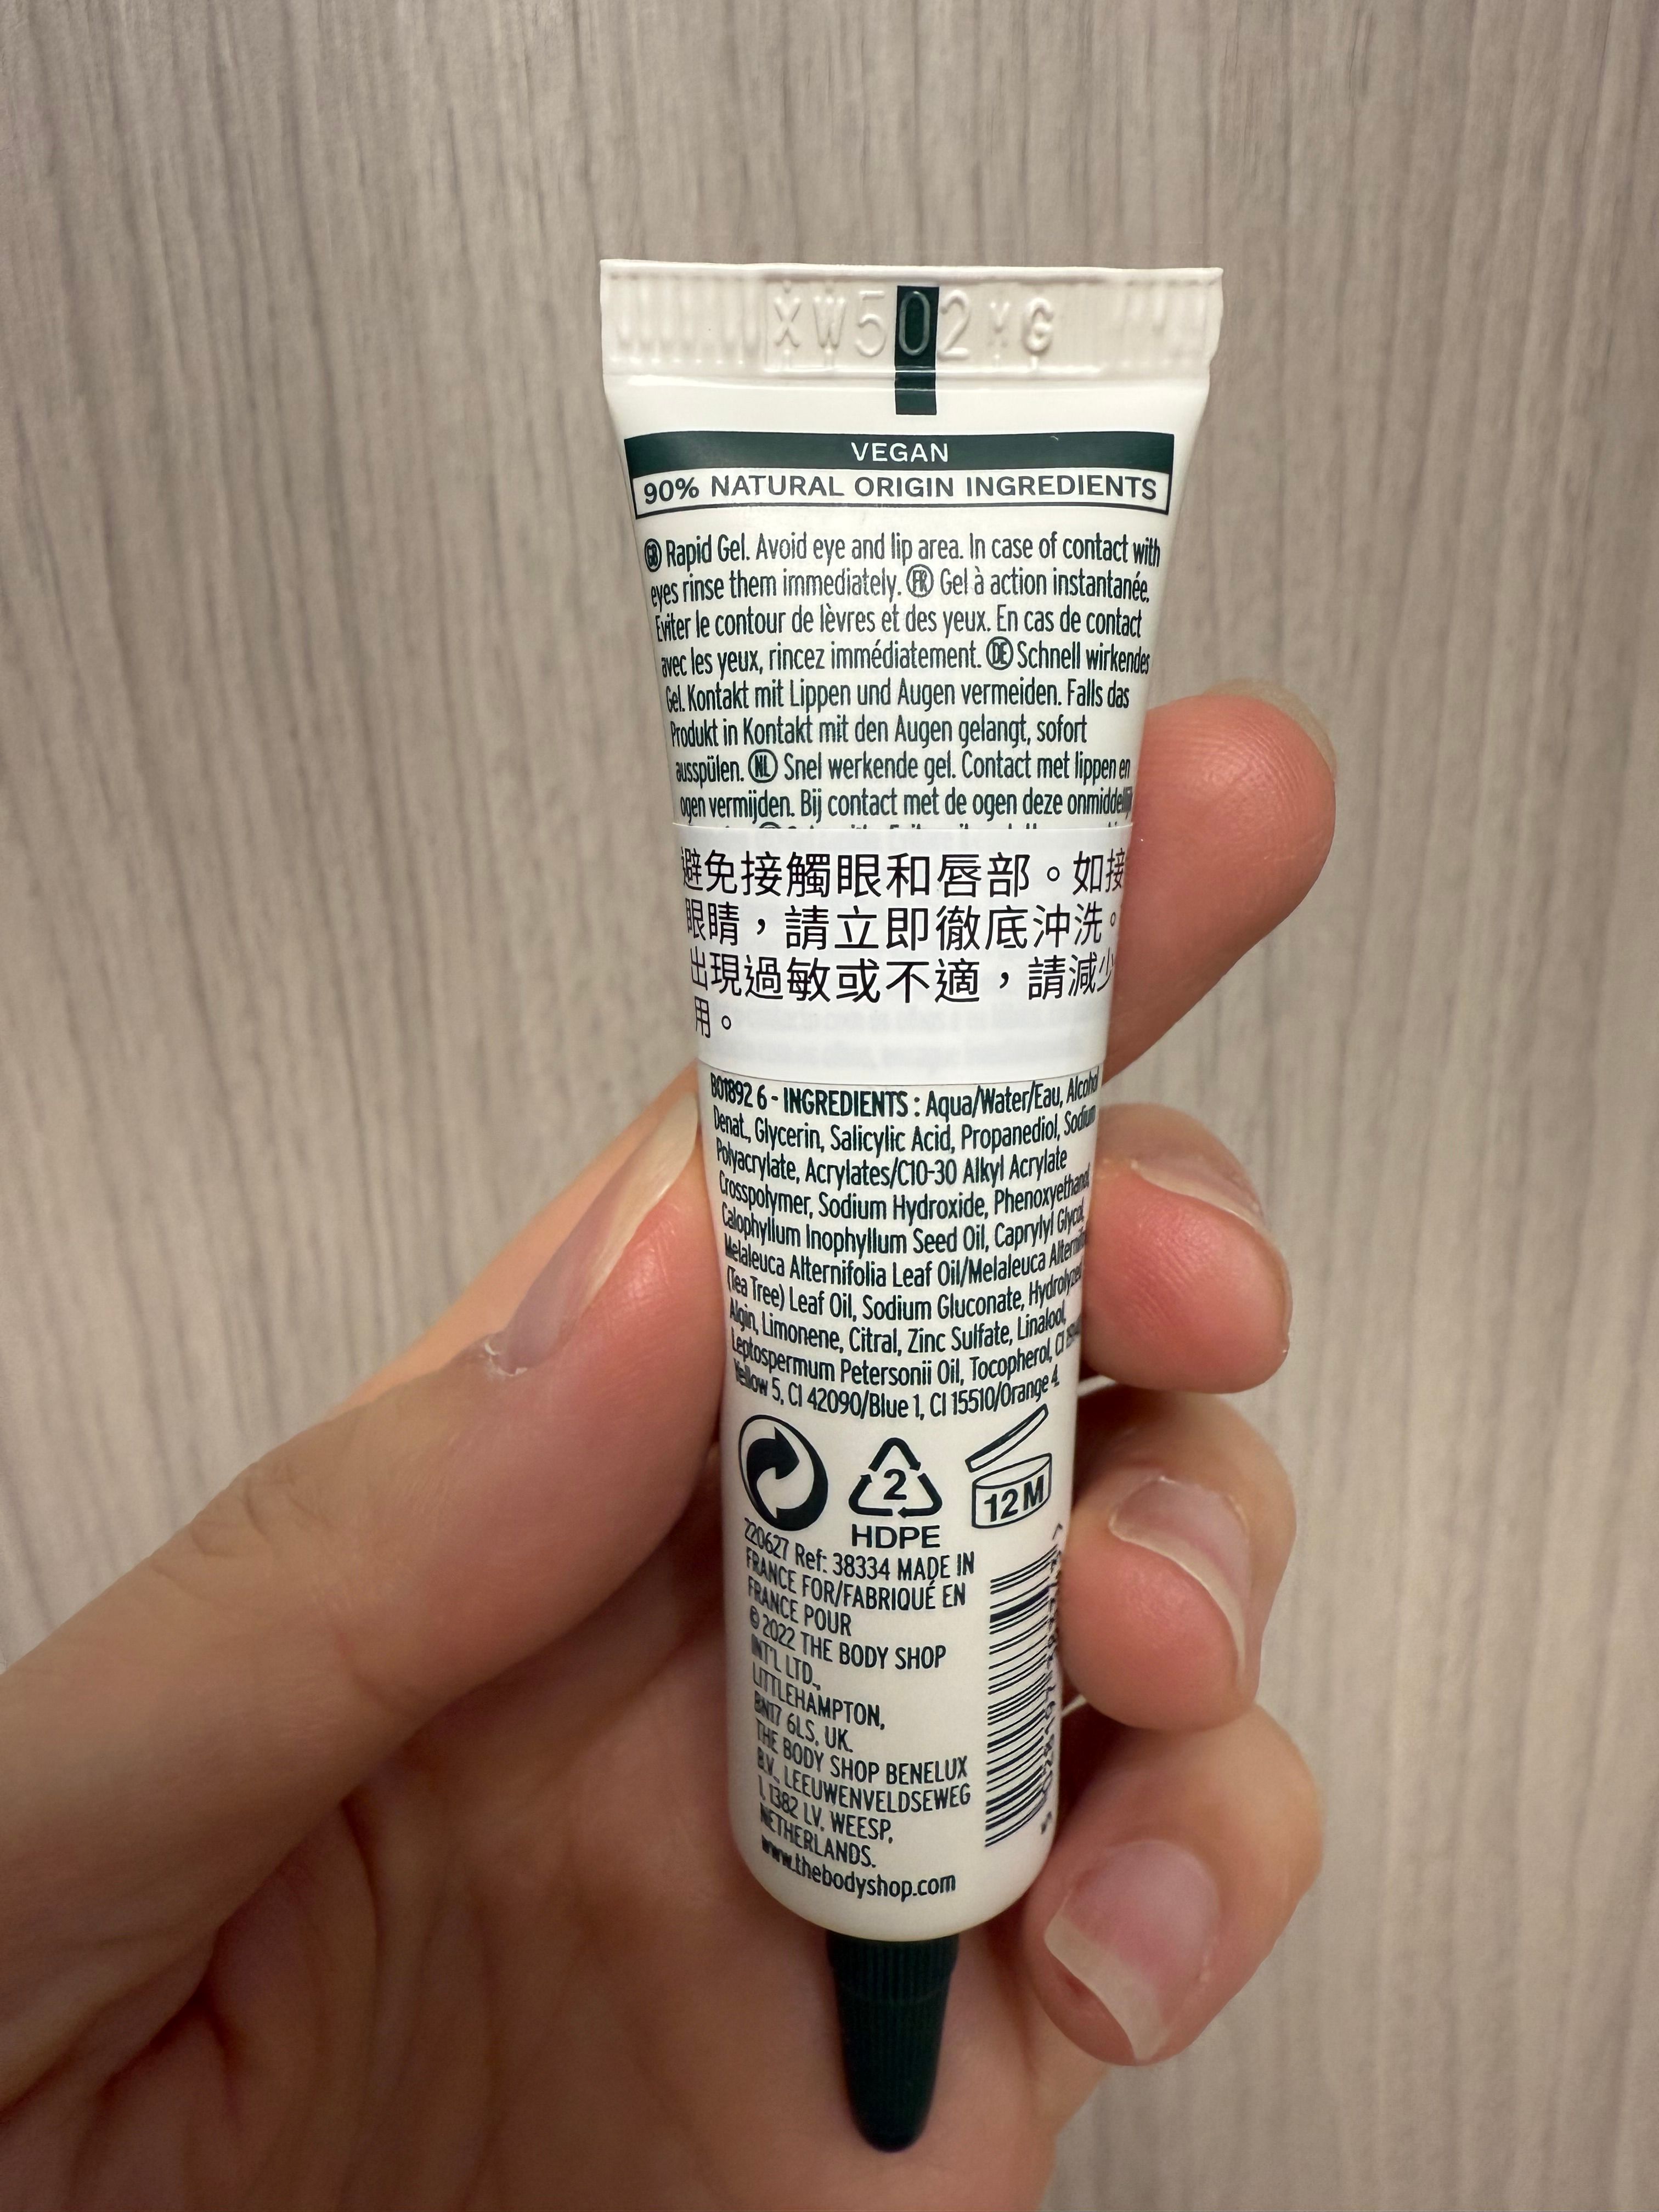 XW502MG
VEGAN
90% NATURAL ORIGIN INGREDIENTS
GB Rapid Gel. Avoid eye and lip area. In case of contact with
eyes rinse them immediately. FR Gel à action instantanée.
Éviter le contour de lèvres et des yeux. En cas de contact
avec les yeux, rincez immédiatement. DE Schnell wirkendes
Gel. Kontakt mit Lippen und Augen vermeiden. Falls das
Produkt in Kontakt mit den Augen gelangt, sofort
ausspülen. NL Snel werkende gel. Contact met lippen en
ogen vermijden. Bij contact met de ogen deze
避免接觸眼和唇部。如接
眼睛，請立即徹底沖洗。
出現過敏或不適，請減少
用。
B01892 6 - INGREDIENTS : Aqua/Water/Eau, Alcohol
Denat., Glycerin, Salicylic Acid, Propanediol, Sodium
Polyacrylate, Acrylates/C10-30 Alkyl Acrylate
Crosspolymer, Sodium Hydroxide, Phenoxyethanol,
Calophyllum Inophyllum Seed Oil, Caprylyl Glycol,
Melaleuca Alternifolia Leaf Oil/Melaleuca Alternifolia
(Tea Tree) Leaf Oil, Sodium Gluconate, Hydrolyzed
Algin, Limonene, Citral, Zinc Sulfate, Linalool,
Leptospermum Petersonii Oil, Tocopherol, CI
Yellow 5, CI 42090/Blue 1, CI 15510/Orange 4.
2
HDPE
12M
220627 Ref: 38334 MADE IN
FRANCE FOR/FABRIQUÉ EN
FRANCE POUR
© 2022 THE BODY SHOP
INT'L LTD.,
LITTLEHAMPTON,
BN17 6LS, UK.
THE BODY SHOP BENELUX
B.V. LEEUWENVELDSEWEG
1, 1382 LV, WEESP,
NETHERLANDS.
www.thebodyshop.com